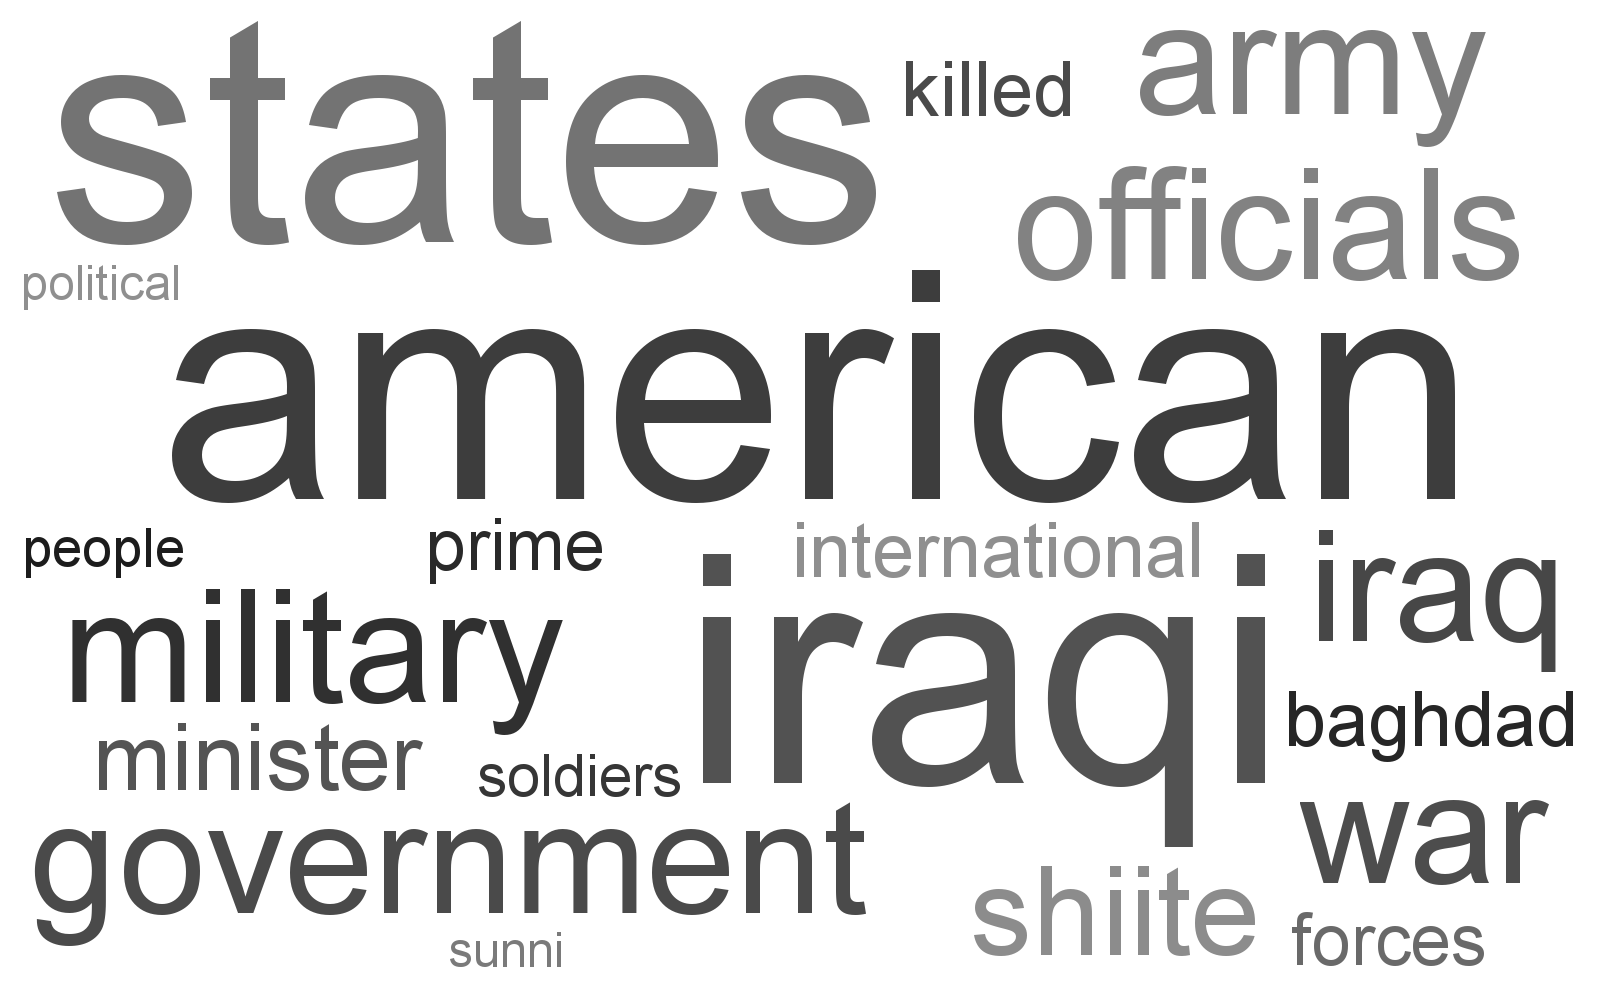 states killed army
officials
political
american
people prime international iraq
military iraqi
baghdad
minister soldiers
government war
shiite
sunni forces